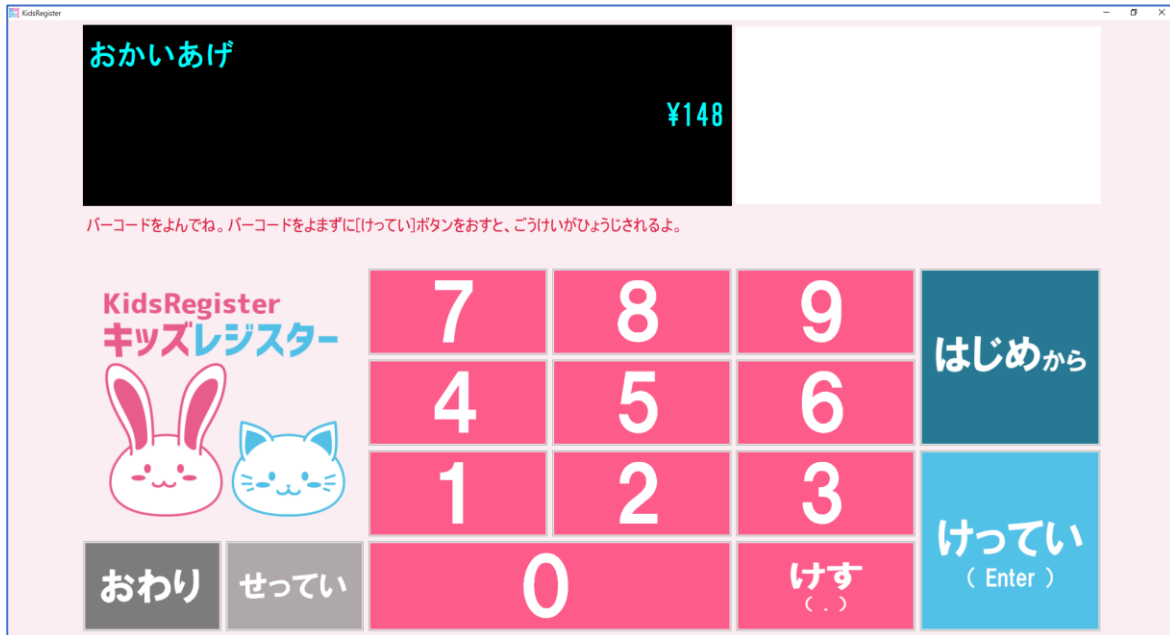 KidsRegister
おかいあげ
¥148
バーコードをよんでね。バーコードをよまずに[けってい]ボタンをおすと、ごうけいがひょうじされるよ。
KidsRegister
キッズレジスター
7
8
9
はじめから
4
5
6
1
2
3
けってい
( Enter )
おわり
せってい
0
けす
( . )